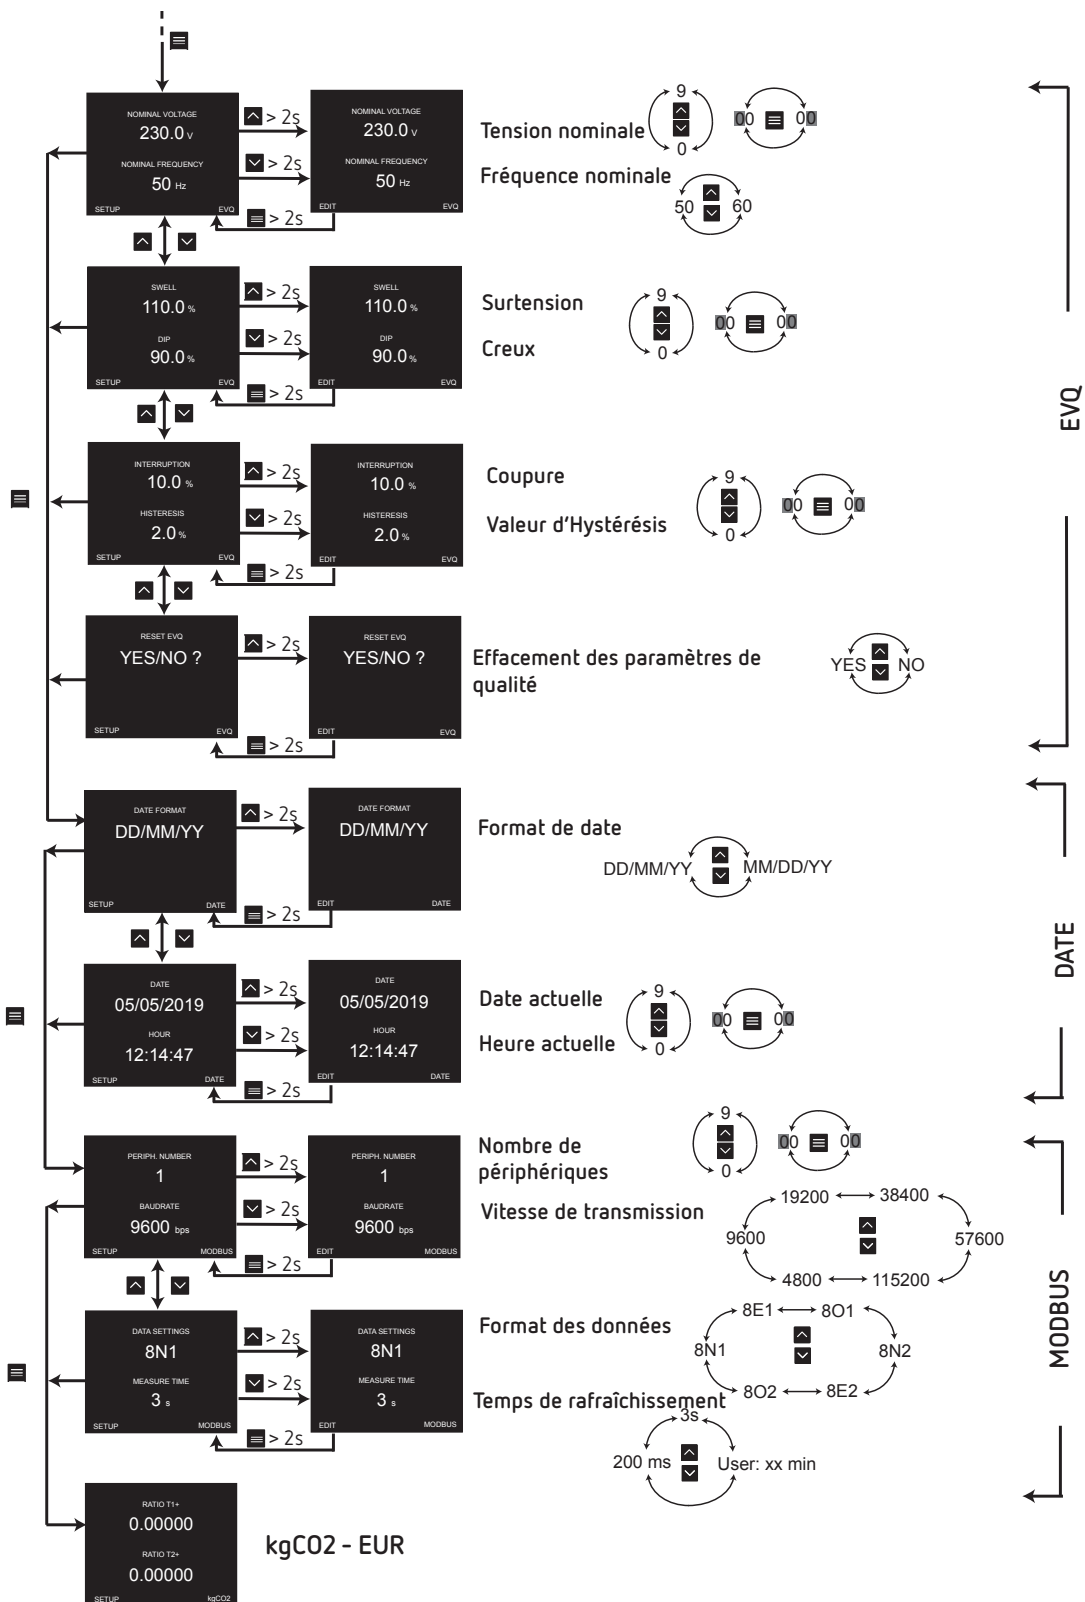 NOMINAL VOLTAGE
230.0 V
NOMINAL FREQUENCY
50 Hz
SETUP EVQ
> 2s
> 2s
> 2s
NOMINAL VOLTAGE
230.0 V
NOMINAL FREQUENCY
50 Hz
EDIT EVQ
Tension nominale
9
0
00 00
Fréquence nominale
50 60
SWELL
110.0 %
DIP
90.0 %
SETUP EVQ
> 2s
> 2s
> 2s
SWELL
110.0 %
DIP
90.0 %
EDIT EVQ
Surtension
Creux
9
0
00 00
INTERRUPTION
10.0 %
HISTERESIS
2.0 %
SETUP EVQ
> 2s
> 2s
> 2s
INTERRUPTION
10.0 %
HISTERESIS
2.0 %
EDIT EVQ
Coupure
Valeur d'Hystérésis
9
0
00 00
RESET EVQ
YES/NO ?
SETUP EVQ
> 2s
> 2s
RESET EVQ
YES/NO ?
EDIT EVQ
Effacement des paramètres de
qualité
YES NO
EVQ
DATE FORMAT
DD/MM/YY
SETUP DATE
> 2s
> 2s
DATE FORMAT
DD/MM/YY
EDIT DATE
Format de date
DD/MM/YY MM/DD/YY
DATE
05/05/2019
HOUR
12:14:47
SETUP DATE
> 2s
> 2s
> 2s
DATE
05/05/2019
HOUR
12:14:47
EDIT DATE
Date actuelle
Heure actuelle
9
0
00 00
DATE
PERIPH. NUMBER
1
BAUDRATE
9600 bps
SETUP MODBUS
> 2s
> 2s
> 2s
PERIPH. NUMBER
1
BAUDRATE
9600 bps
EDIT MODBUS
Nombre de
périphériques
9
0
00 00
Vitesse de transmission
19200 38400
9600 57600
4800 115200
DATA SETTINGS
8N1
MEASURE TIME
3 s
SETUP MODBUS
> 2s
> 2s
> 2s
DATA SETTINGS
8N1
MEASURE TIME
3 s
EDIT MODBUS
Format des données
8E1 8O1
8N1 8N2
8O2 8E2
Temps de rafraîchissement
3s
200 ms User: xx min
MODBUS
RATIO T1+
0.00000
RATIO T2+
0.00000
SETUP kgCO2
kgCO2 - EUR